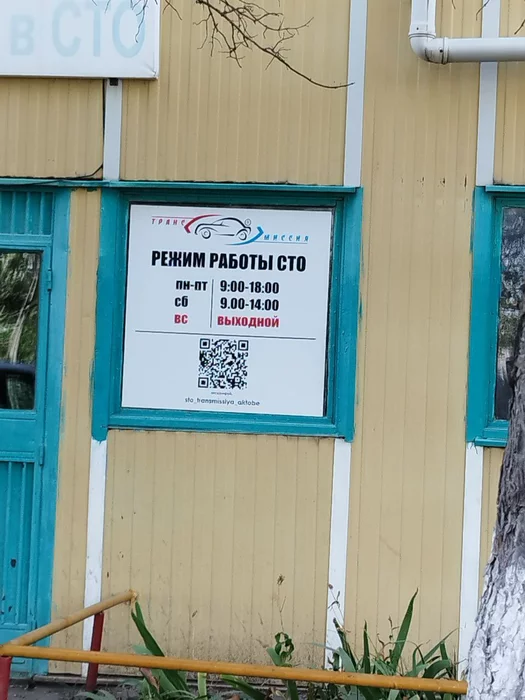 в СТО
ТРАНС
МИССИЯ
РЕЖИМ РАБОТЫ СТО
пн-пт 9:00-18:00
сб 9.00-14:00
вс выходной
sto_transmissiya_aktobe